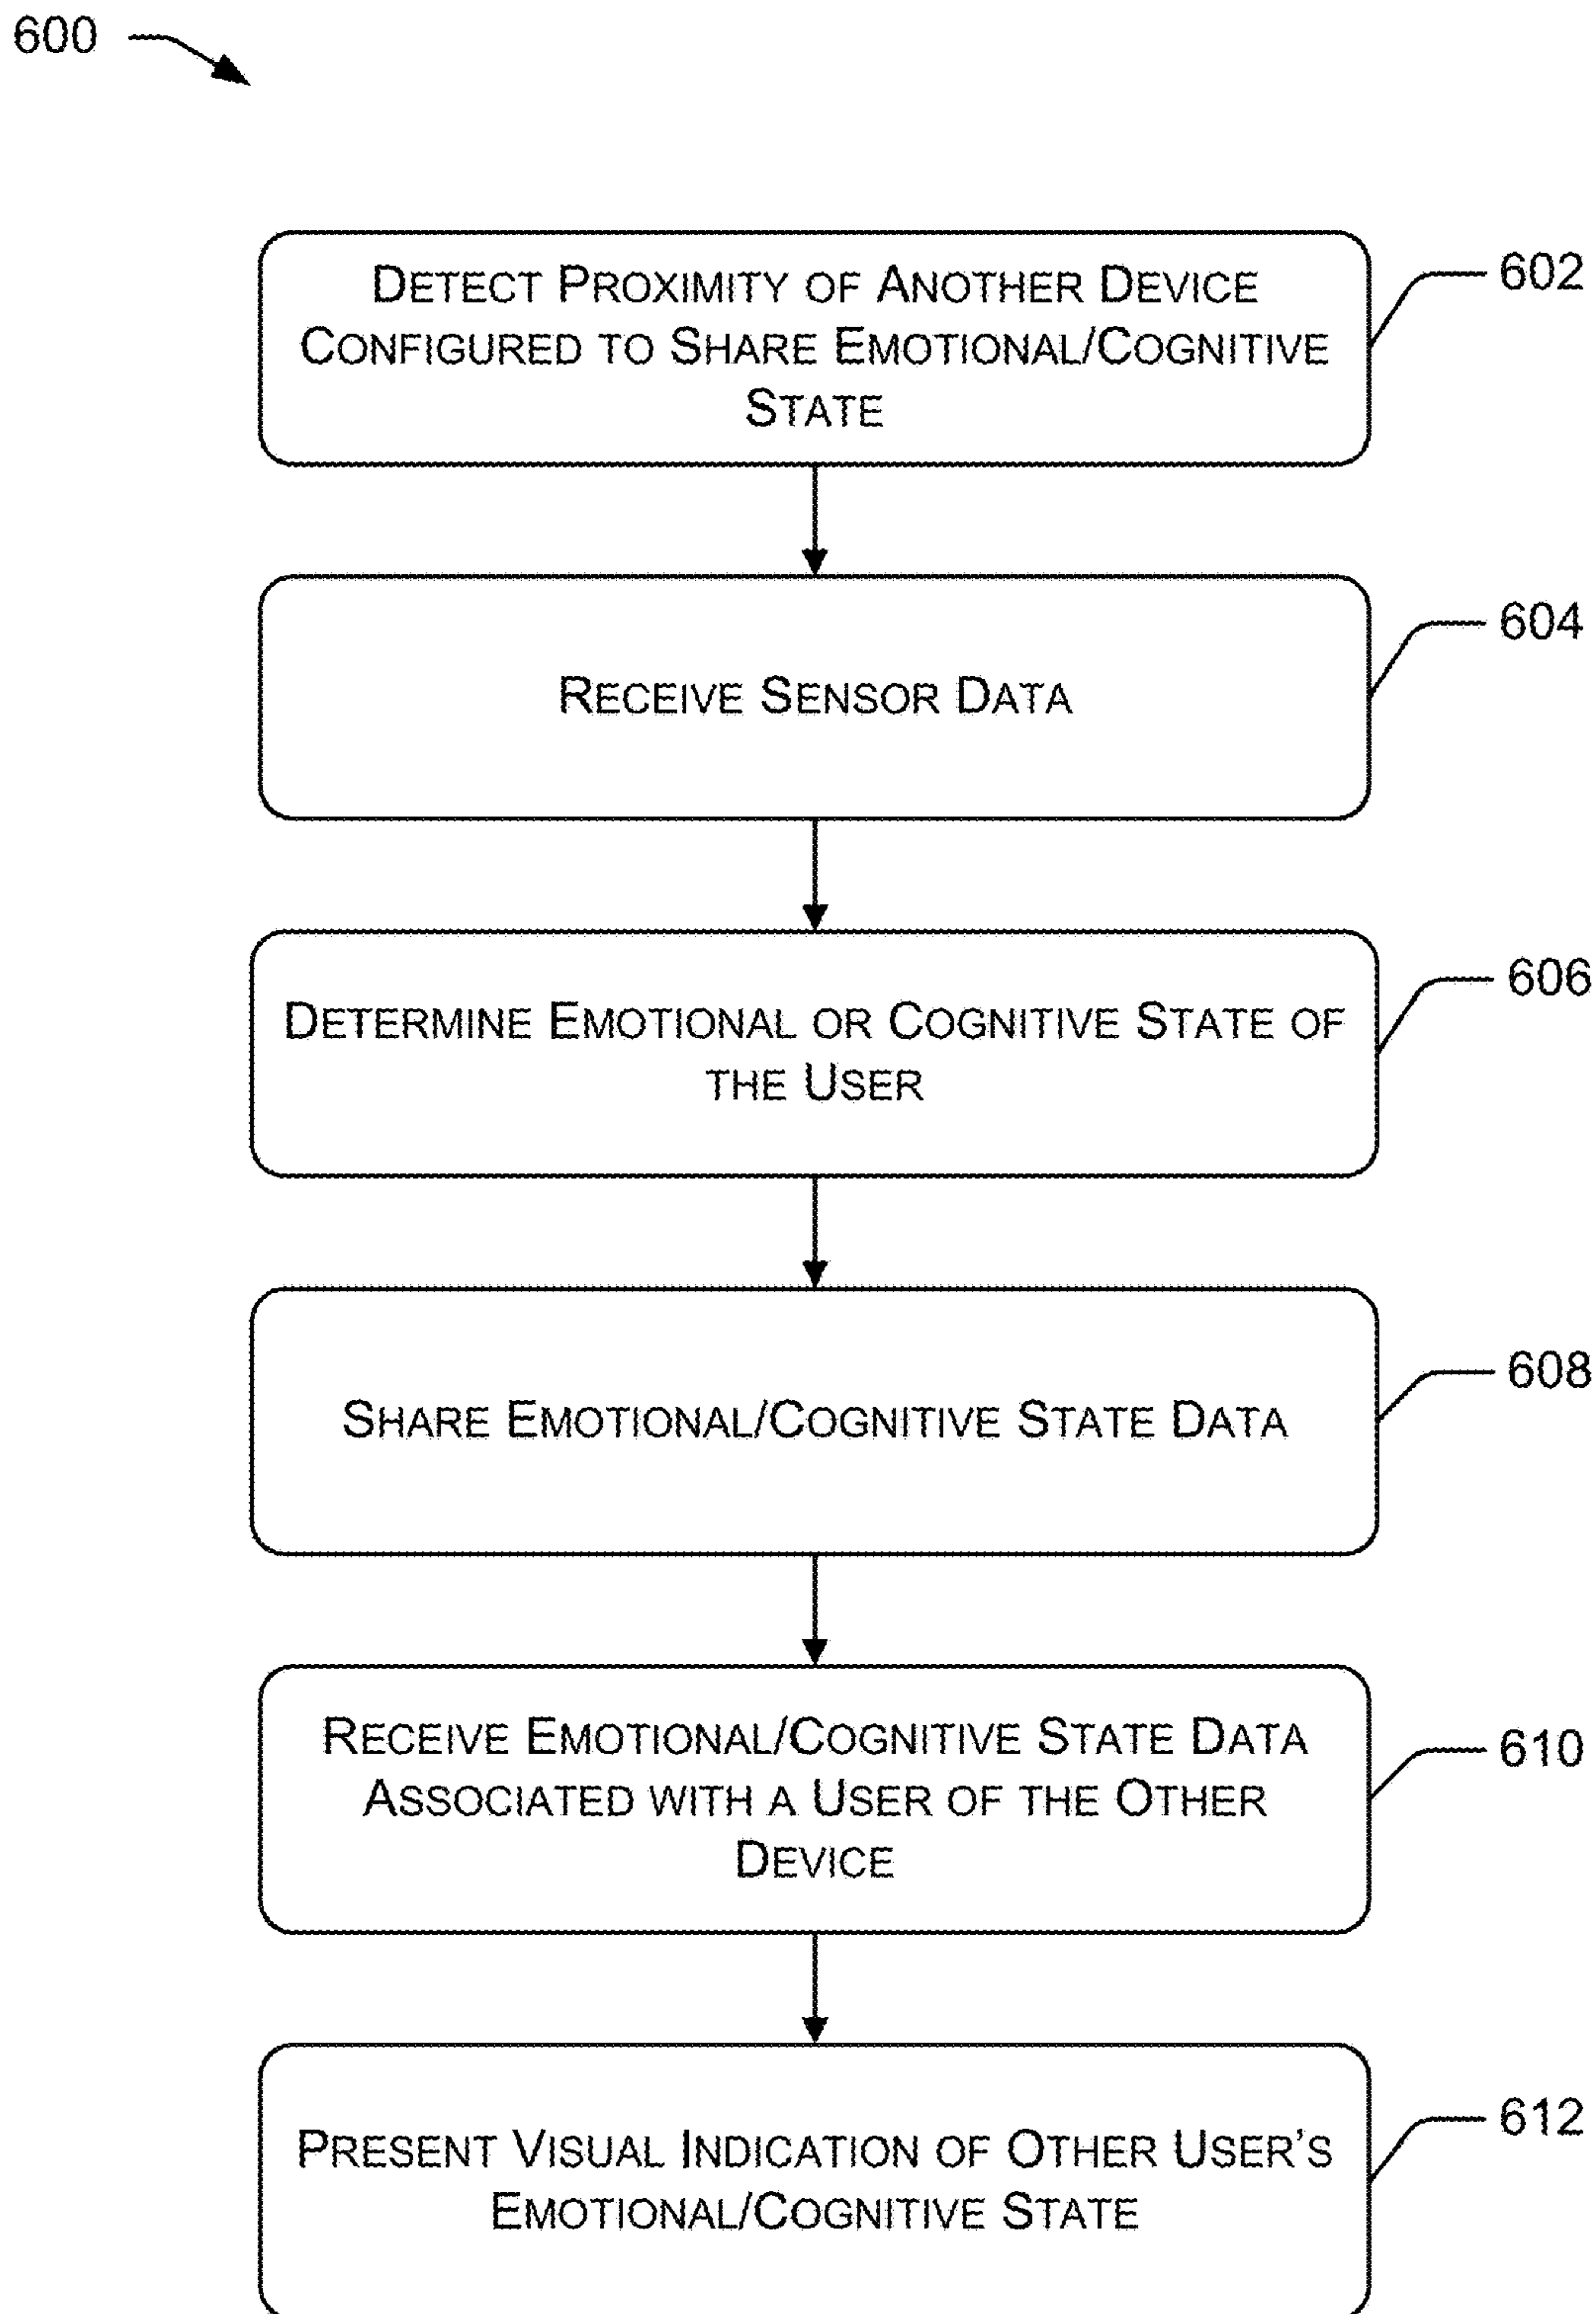 600
DETECT PROXIMITY OF ANOTHER DEVICE
CONFIGURED TO SHARE EMOTIONAL/COGNITIVE
STATE
602
RECEIVE SENSOR DATA
604
DETERMINE EMOTIONAL OR COGNITIVE STATE OF
THE USER
606
SHARE EMOTIONAL/COGNITIVE STATE DATA
608
RECEIVE EMOTIONAL/COGNITIVE STATE DATA
ASSOCIATED WITH A USER OF THE OTHER
DEVICE
610
PRESENT VISUAL INDICATION OF OTHER USER'S
EMOTIONAL/COGNITIVE STATE
612